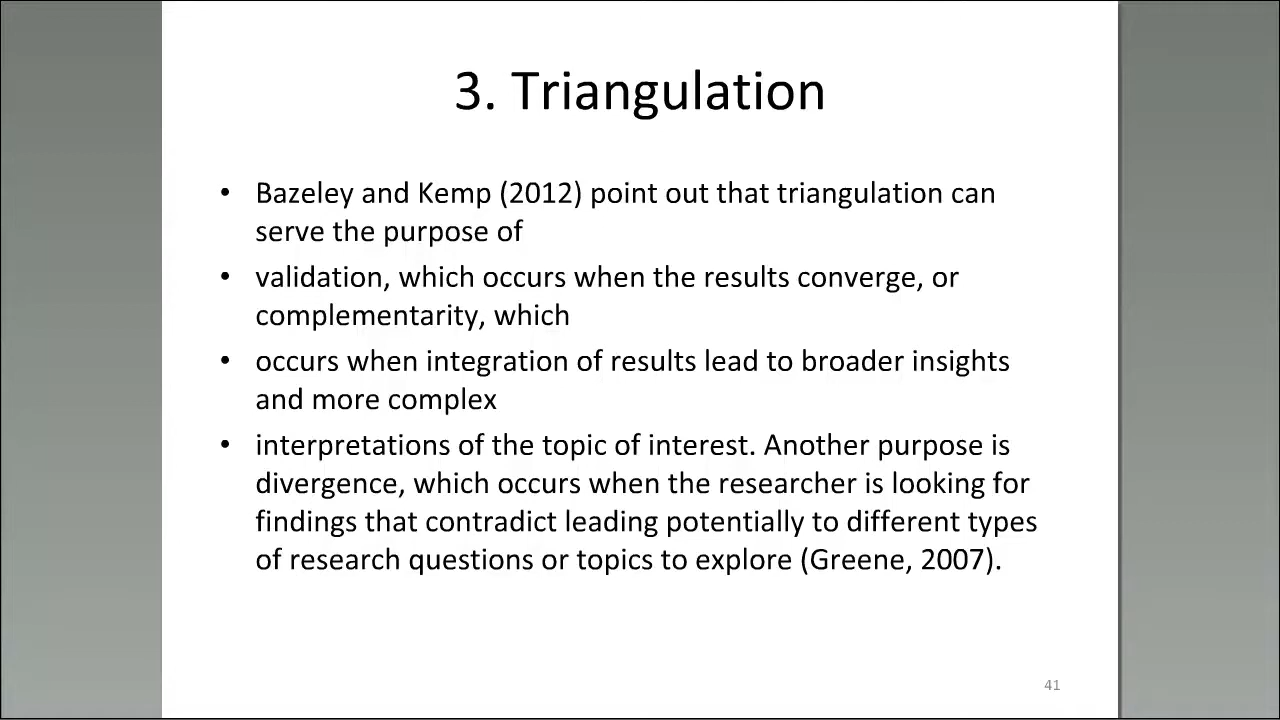 3. Triangulation
• Bazeley and Kemp (2012) point out that triangulation can
serve the purpose of
• validation, which occurs when the results converge, or
complementarity, which
• occurs when integration of results lead to broader insights
and more complex
• interpretations of the topic of interest. Another purpose is
divergence, which occurs when the researcher is looking for
findings that contradict leading potentially to different types
of research questions or topics to explore (Greene, 2007).
41